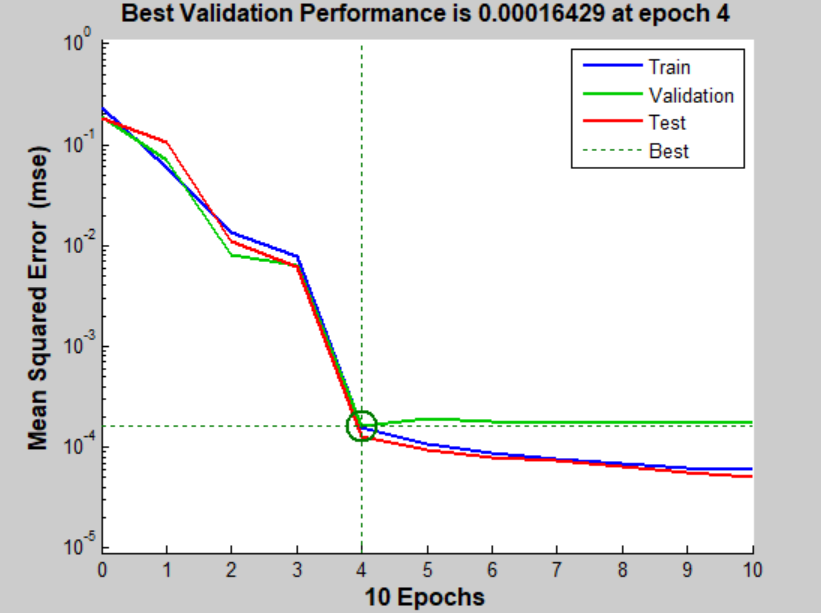 Best Validation Performance is 0.00016429 at epoch 4
10^0
10^-1
10^-2
10^-3
10^-4
10^-5
Mean Squared Error (mse)
Train
Validation
Test
Best
0 1 2 3 4 5 6 7 8 9 10
10 Epochs